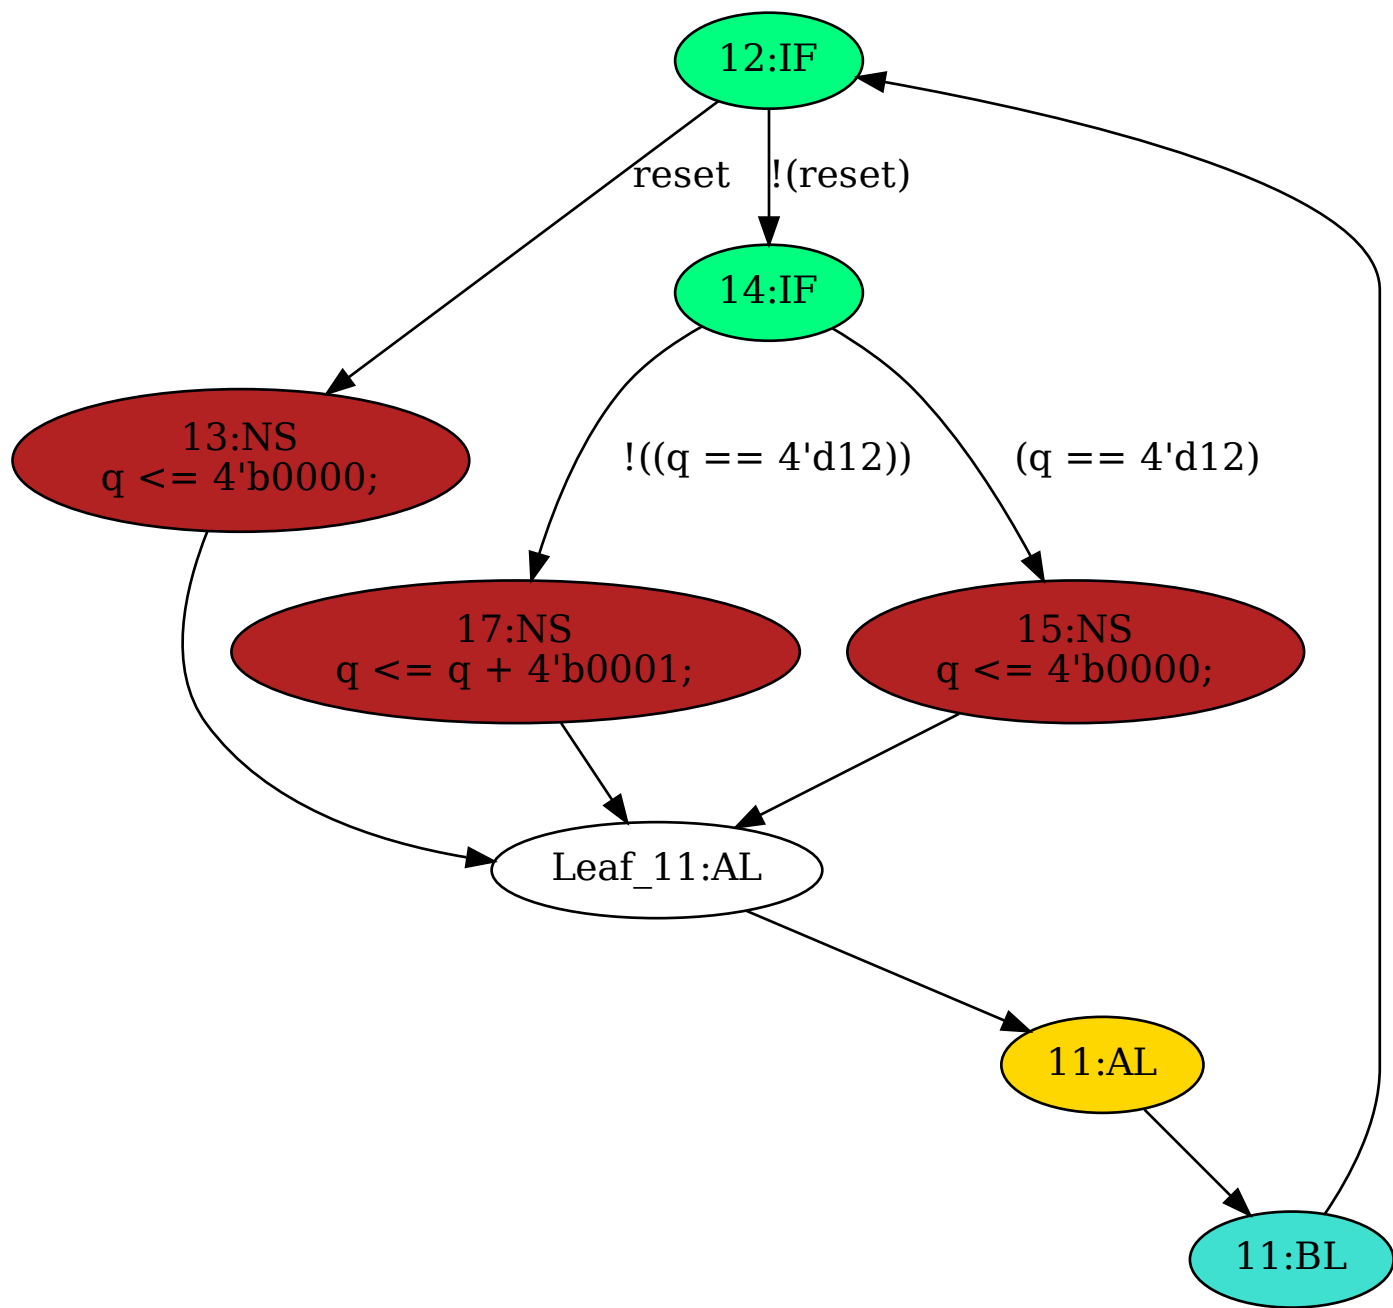 12:IF
reset
!(reset)
14:IF
13:NS
q <= 4'b0000;
!((q == 4'd12))
(q == 4'd12)
17:NS
q <= q + 4'b0001;
15:NS
q <= 4'b0000;
Leaf_11:AL
11:AL
11:BL